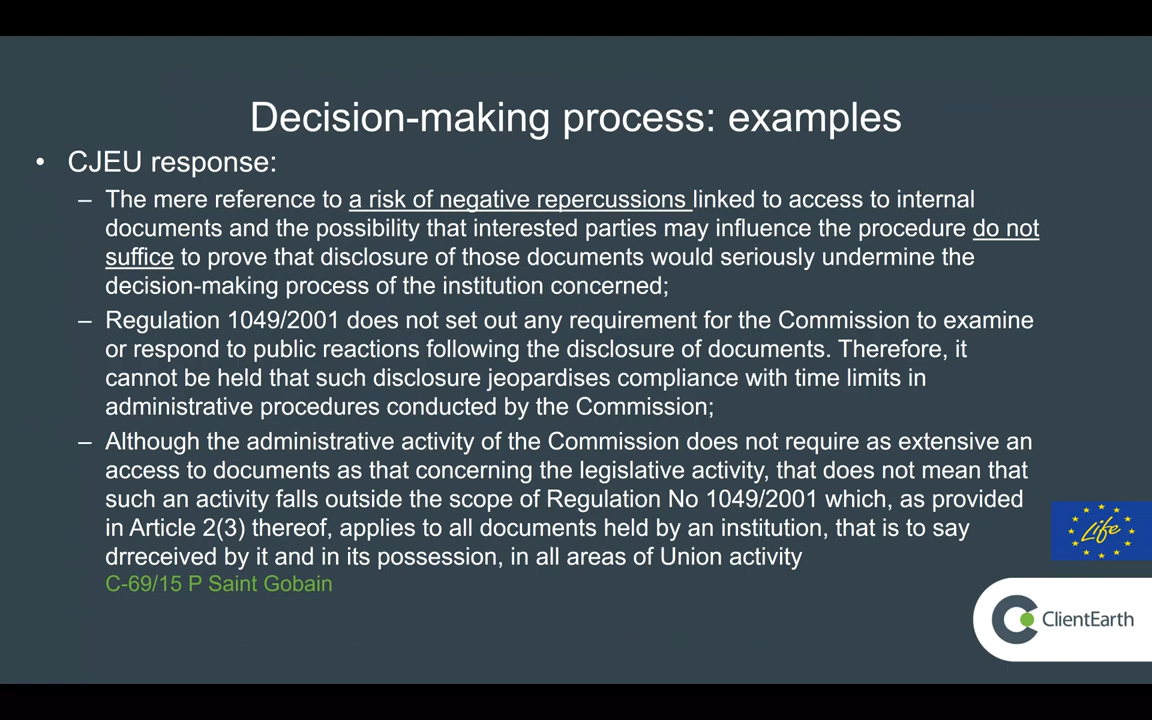 Decision-making process: examples
• CJEU response:
– The mere reference to a risk of negative repercussions linked to access to internal
documents and the possibility that interested parties may influence the procedure do not
suffice to prove that disclosure of those documents would seriously undermine the
decision-making process of the institution concerned;
– Regulation 1049/2001 does not set out any requirement for the Commission to examine
or respond to public reactions following the disclosure of documents. Therefore, it
cannot be held that such disclosure jeopardises compliance with time limits in
administrative procedures conducted by the Commission;
– Although the administrative activity of the Commission does not require as extensive an
access to documents as that concerning the legislative activity, that does not mean that
such an activity falls outside the scope of Regulation No 1049/2001 which, as provided
in Article 2(3) thereof, applies to all documents held by an institution, that is to say
drreceived by it and in its possession, in all areas of Union activity
C-69/15 P Saint Gobain
Life
ClientEarth